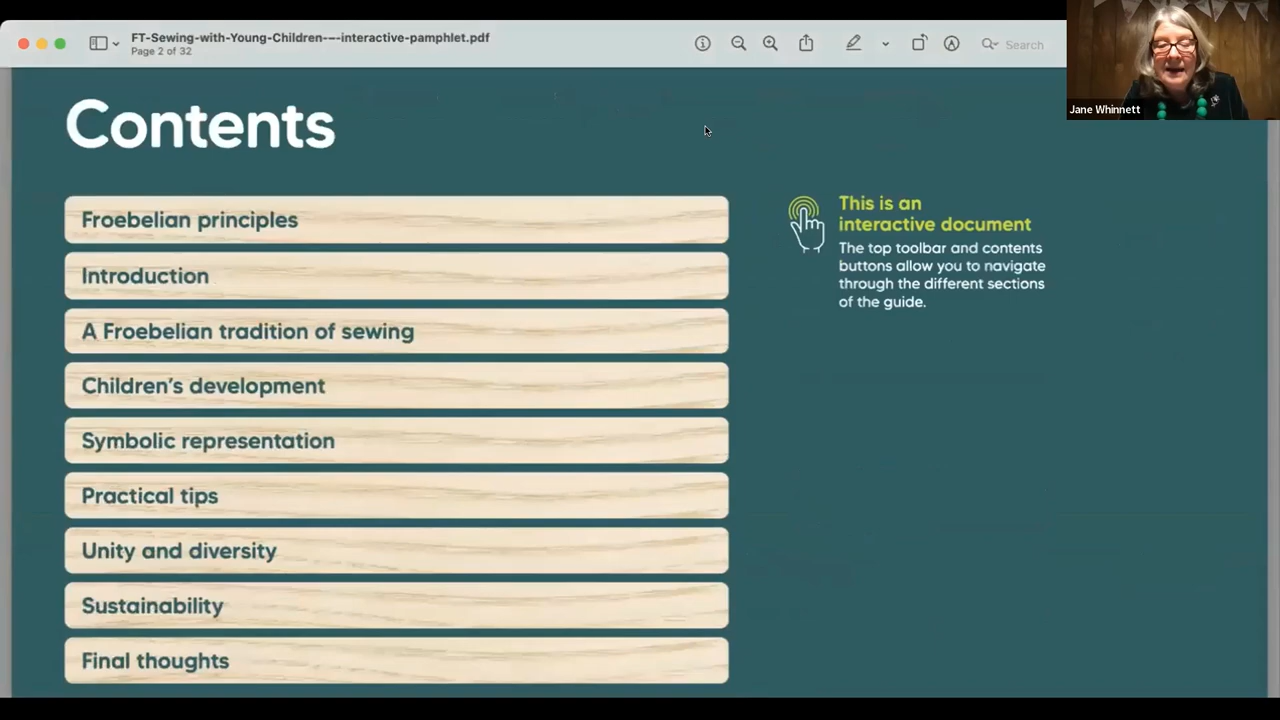 FT-Sewing-with-Young-Children-–-interactive-pamphlet.pdf
Page 2 of 32
Search
Jane Whinnett
Contents
Froebelian principles
Introduction
A Froebelian tradition of sewing
Children's development
Symbolic representation
Practical tips
Unity and diversity
Sustainability
Final thoughts
This is an
interactive document
The top toolbar and contents
buttons allow you to navigate
through the different sections
of the guide.